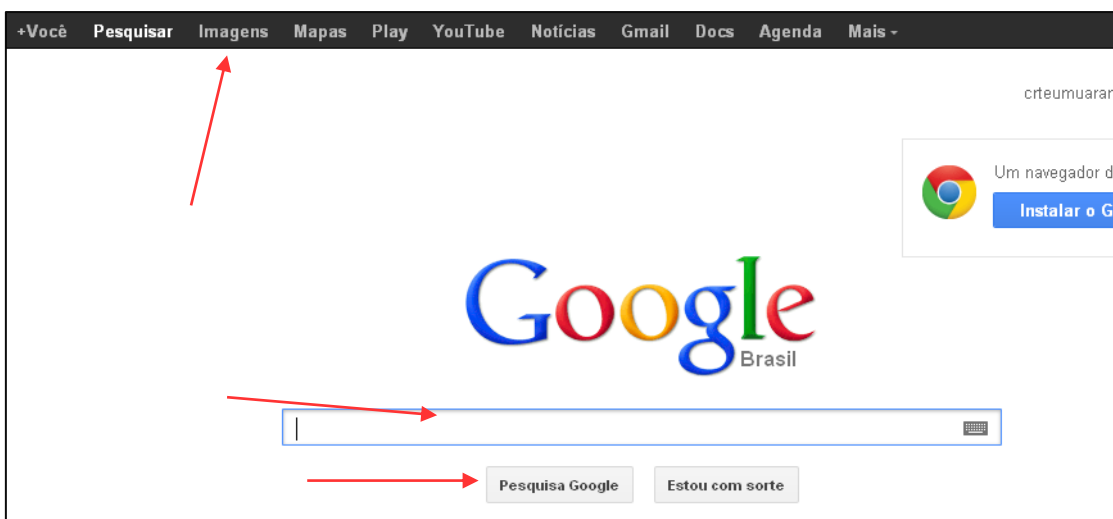 +Você Pesquisar Imagens Mapas Play YouTube Notícias Gmail Docs Agenda Mais
crteumuarar
Um navegador d
Instalar o G
Google
Brasil
Pesquisa Google Estou com sorte